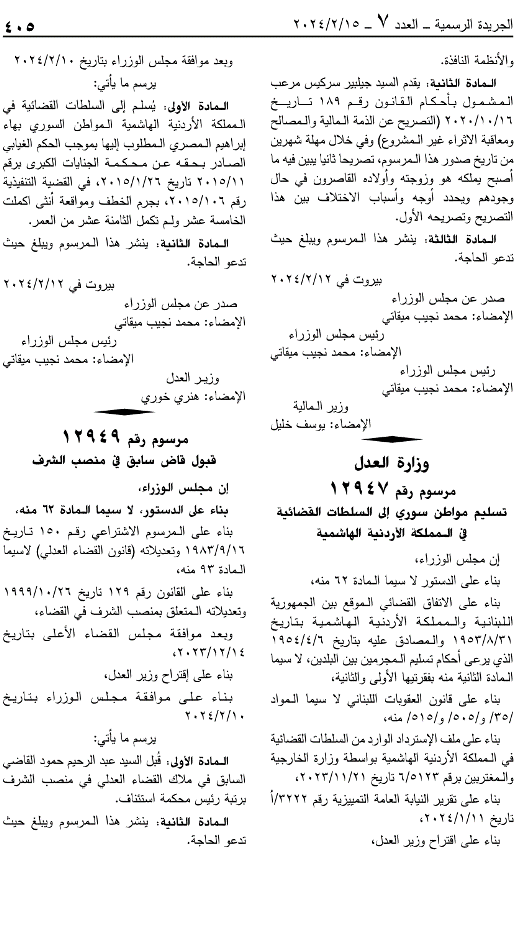 الجريدة الرسمية ــ العدد ٧ ــ ٢٠٢٤/٢/١٥
٤٠٥
والأنظمة النافذة.
المادة الثانية: يقدم السيد جيلبير سركيس مرعب
المشمول بأحكام القانون رقم ١٨٩ تاريخ
٢٠٢٠/١٠/١٦ (التصريح عن الذمة المالية والمصالح
ومعاقبة الاثراء غير المشروع) وفي خلال مهلة شهرين
من تاريخ صدور هذا المرسوم، تصريحا ثانيا يبين فيه ما
أصبح يملكه هو وزوجته وأولاده القاصرون في حال
وجودهم ويحدد أوجه وأسباب الاختلاف بين هذا
التصريح وتصريحه الأول.
المادة الثالثة: ينشر هذا المرسوم ويبلغ حيث تدعو
الحاجة.
بيروت في ٢٠٢٤/٢/١٢
صدر عن مجلس الوزراء
الإمضاء: محمد نجيب ميقاتي
رئيس مجلس الوزراء
الإمضاء: محمد نجيب ميقاتي
رئيس مجلس الوزراء
الإمضاء: محمد نجيب ميقاتي
وزير المالية
الإمضاء: يوسف خليل
وزارة العدل
مرسوم رقم ١٢٩٤٧
تسليم مواطن سوري إلى السلطات القضائية
في المملكة الأردنية الهاشمية
إن مجلس الوزراء،
بناء على الدستور لا سيما المادة ٦٢ منه،
بناء على الاتفاق القضائي الموقع بين الجمهورية
اللبنانية والمملكة الأردنية الهاشمية بتاريخ
١٩٥٣/٨/٣١ والمصادق عليه بتاريخ ١٩٥٤/٤/٦
الذي يرعى أحكام تسليم المجرمين بين البلدين، لا سيما
المادة الثانية منه بفقرتيها الأولى والثانية،
بناء على قانون العقوبات اللبناني لا سيما المواد
/٣٥/ و/٥٠٥/ و/٥١٥/ منه،
بناء على ملف الإسترداد الوارد من السلطات القضائية
في المملكة الأردنية الهاشمية بواسطة وزارة الخارجية
والمغتربين برقم ٦/٥١٢٣ تاريخ ٢٠٢٣/١١/٢١،
بناء على تقرير النيابة العامة التمييزية رقم ٣٢٢٢/أ
تاريخ ٢٠٢٤/١/١١،
بناء على اقتراح وزير العدل،
وبعد موافقة مجلس الوزراء بتاريخ ٢٠٢٤/٢/١٠
يرسم ما يأتي:
المادة الأولى: يُسلم إلى السلطات القضائية في
المملكة الأردنية الهاشمية المواطن السوري بهاء
إبراهيم المصري المطلوب إليها بموجب الحكم الغيابي
الصادر بحقه عن محكمة الجنايات الكبرى برقم
٢٠١٥/١١ تاريخ ٢٠١٥/١/٢٦، في القضية التنفيذية
رقم ٢٠١٥/١٠٦، بجرم الخطف ومواقعة أنثى اكملت
الخامسة عشر ولم تكمل الثامنة عشر من العمر.
المادة الثانية: ينشر هذا المرسوم ويبلغ حيث
تدعو الحاجة.
بيروت في ٢٠٢٤/٢/١٢
صدر عن مجلس الوزراء
الإمضاء: محمد نجيب ميقاتي
رئيس مجلس الوزراء
الإمضاء: محمد نجيب ميقاتي
وزير العدل
الإمضاء: هنري خوري
مرسوم رقم ١٢٩٤٩
قبول قاض سابق في منصب الشرف
إن مجلس الوزراء،
بناء على الدستور، لا سيما المادة ٦٢ منه،
بناء على المرسوم الاشتراعي رقم ١٥٠ تاريخ
١٩٨٣/٩/١٦ وتعديلاته (قانون القضاء العدلي) لاسيما
المادة ٩٣ منه،
بناء على القانون رقم ١٢٩ تاريخ ١٩٩٩/١٠/٢٦
وتعديلاته المتعلق بمنصب الشرف في القضاء،
وبعد موافقة مجلس القضاء الأعلى بتاريخ
٢٠٢٣/١٢/١٤،
بناء على إقتراح وزير العدل،
بناء على موافقة مجلس الوزراء بتاريخ
٢٠٢٤/٢/١٠
يرسم ما يأتي:
المادة الأولى: قُبل السيد عبد الرحيم حمود القاضي
السابق في ملاك القضاء العدلي في منصب الشرف
برتبة رئيس محكمة استئناف.
المادة الثانية: ينشر هذا المرسوم ويبلغ حيث
تدعو الحاجة.